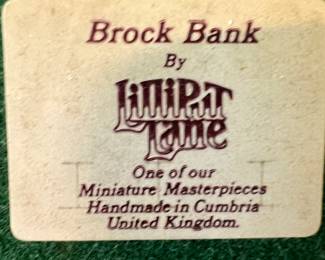 Brock Bank
By
Lilliput
Lane
One of our
Miniature Masterpieces
Handmade in Cumbria
United Kingdom.